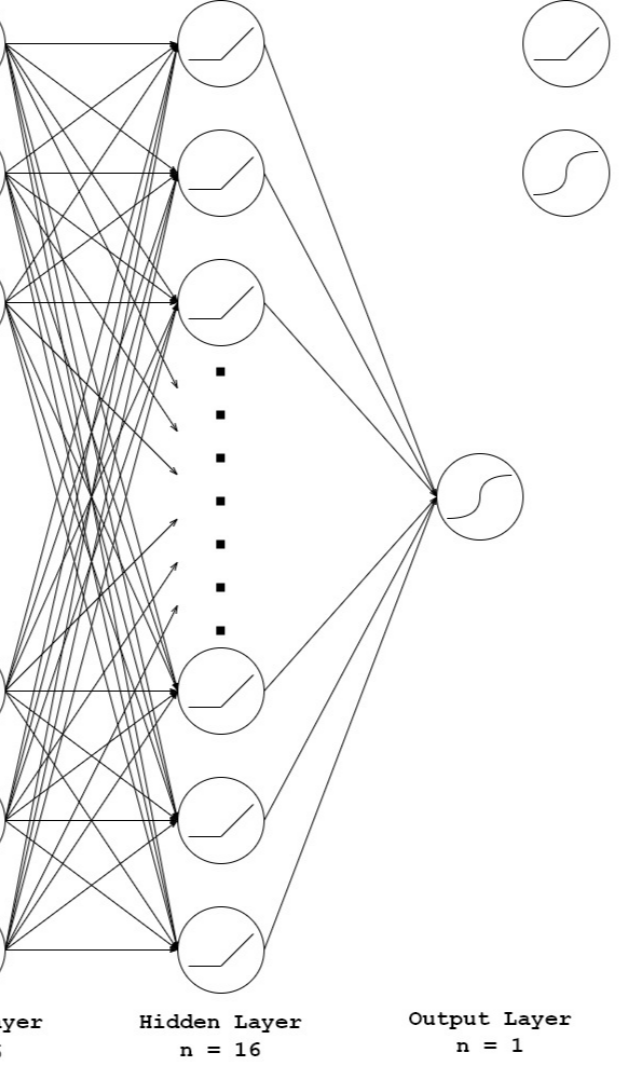 Hidden Layer
n = 16
Output Layer
n = 1